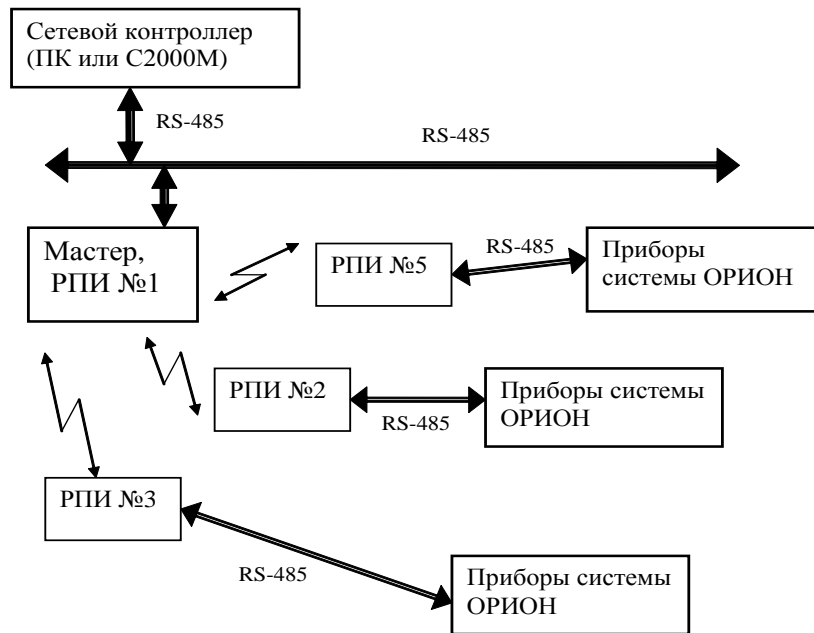 Сетевой контроллер
(ПК или С2000М)
RS-485
RS-485
Мастер,
РПИ №1
РПИ №5
RS-485
Приборы
системы ОРИОН
РПИ №2
RS-485
Приборы системы
ОРИОН
РПИ №3
RS-485
Приборы системы
ОРИОН